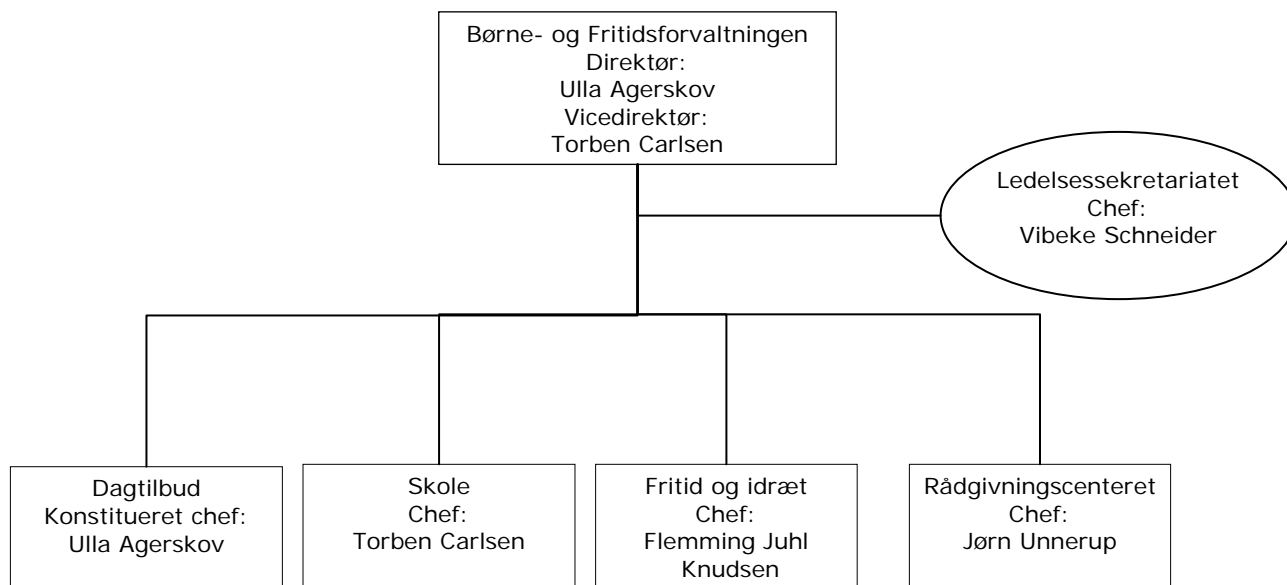 Børne- og Fritidsforvaltningen
Direktør:
Ulla Agerskov
Vicedirektør:
Torben Carlsen
Ledelsessekretariatet
Chef:
Vibeke Schneider
Dagtilbud
Konstitueret chef:
Ulla Agerskov
Skole
Chef:
Torben Carlsen
Fritid og idræt
Chef:
Flemming Juhl
Knudsen
Rådgivningscenteret
Chef:
Jørn Unnerup